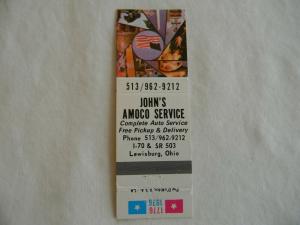 513/962-9212
JOHN'S
AMOCO SERVICE
Complete Auto Service
Free Pickup & Delivery
Phone 513/962-9212
I-70 & SR 503
Lewisburg, Ohio
1776
1976